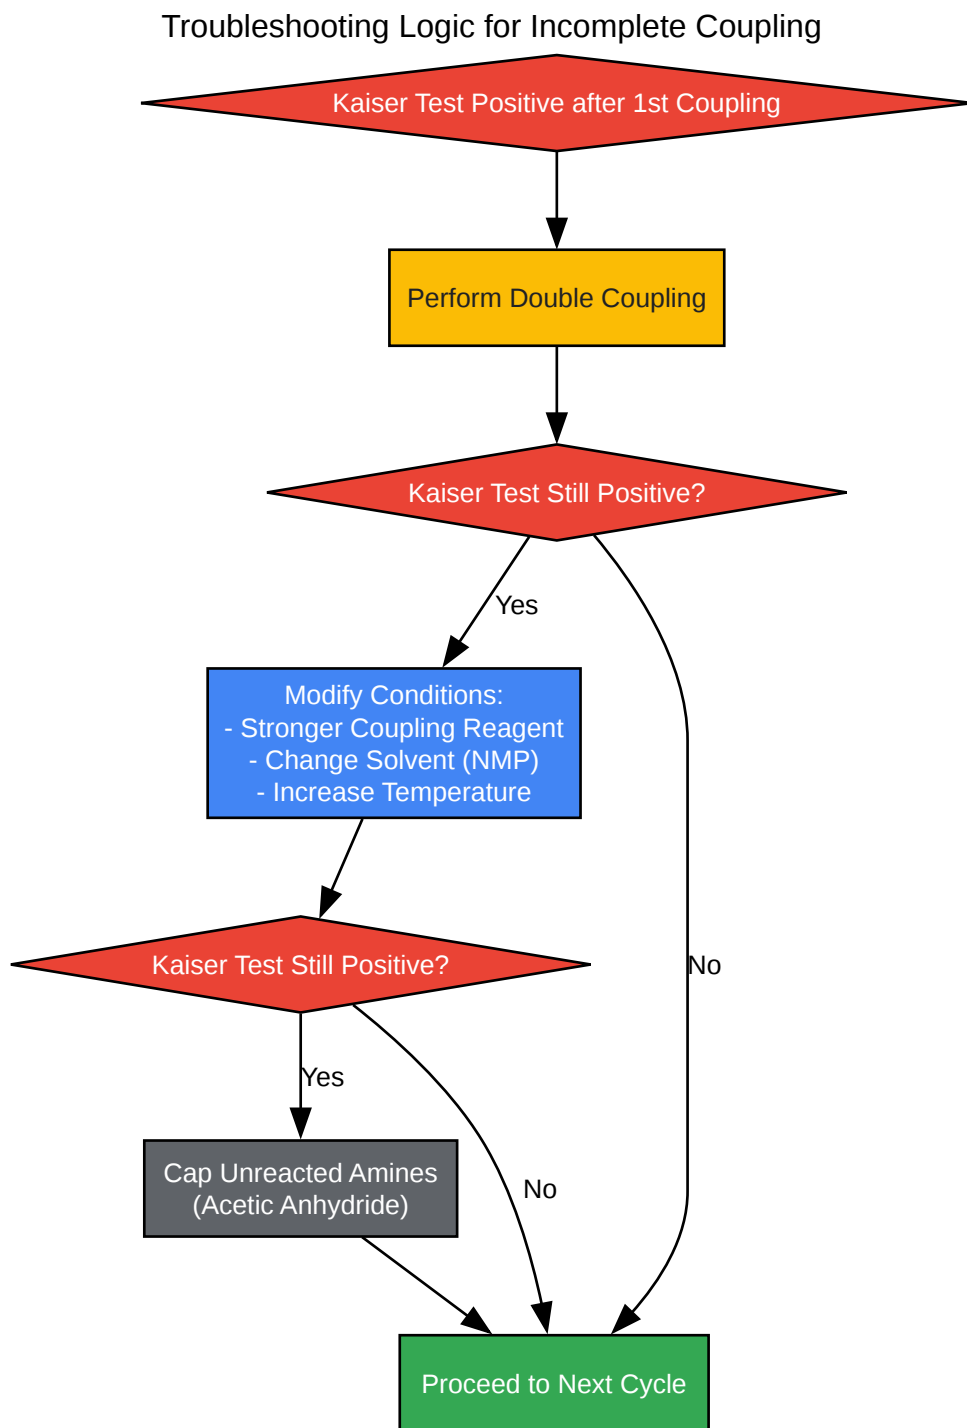 Troubleshooting Logic for Incomplete Coupling
Kaiser Test Positive after 1st Coupling
Perform Double Coupling
Kaiser Test Still Positive?
Yes
Modify Conditions:
- Stronger Coupling Reagent
- Change Solvent (NMP)
- Increase Temperature
Kaiser Test Still Positive?
No
Yes
Cap Unreacted Amines
(Acetic Anhydride)
No
Proceed to Next Cycle